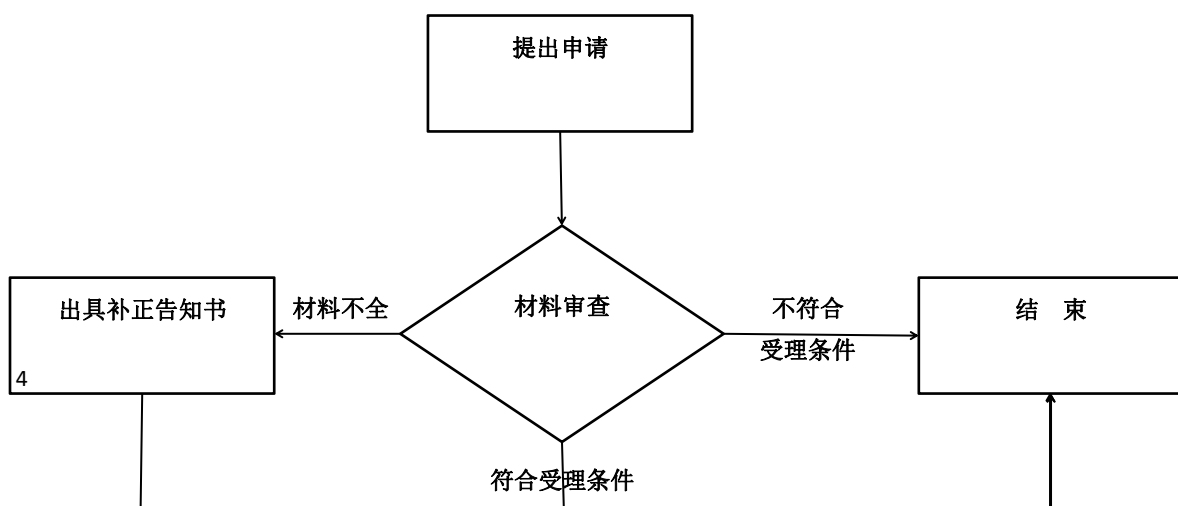 提出申请
出具补正告知书
材料不全
材料审查
不符合
受理条件
结 束
4
符合受理条件